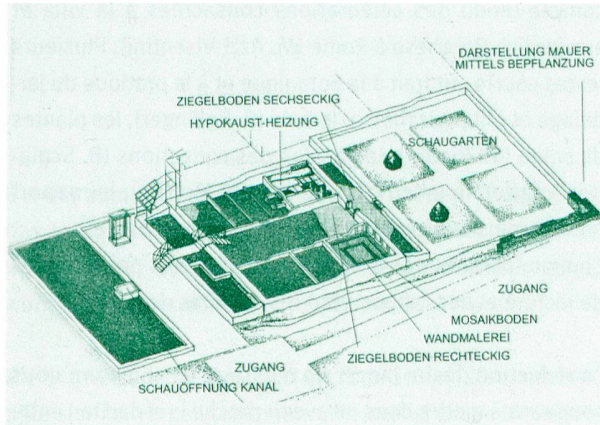 DARSTELLUNG MAUER
MITTELS BEPFLANZUNG
ZIEGELBODEN SECHSECKIG
HYPOKAUST-HEIZUNG
SCHAUGARTEN
ZUGANG
MOSAIKBODEN
WANDMALEREI
ZIEGELBODEN RECHTECKIG
ZUGANG
SCHAUÖFFNUNG KANAL